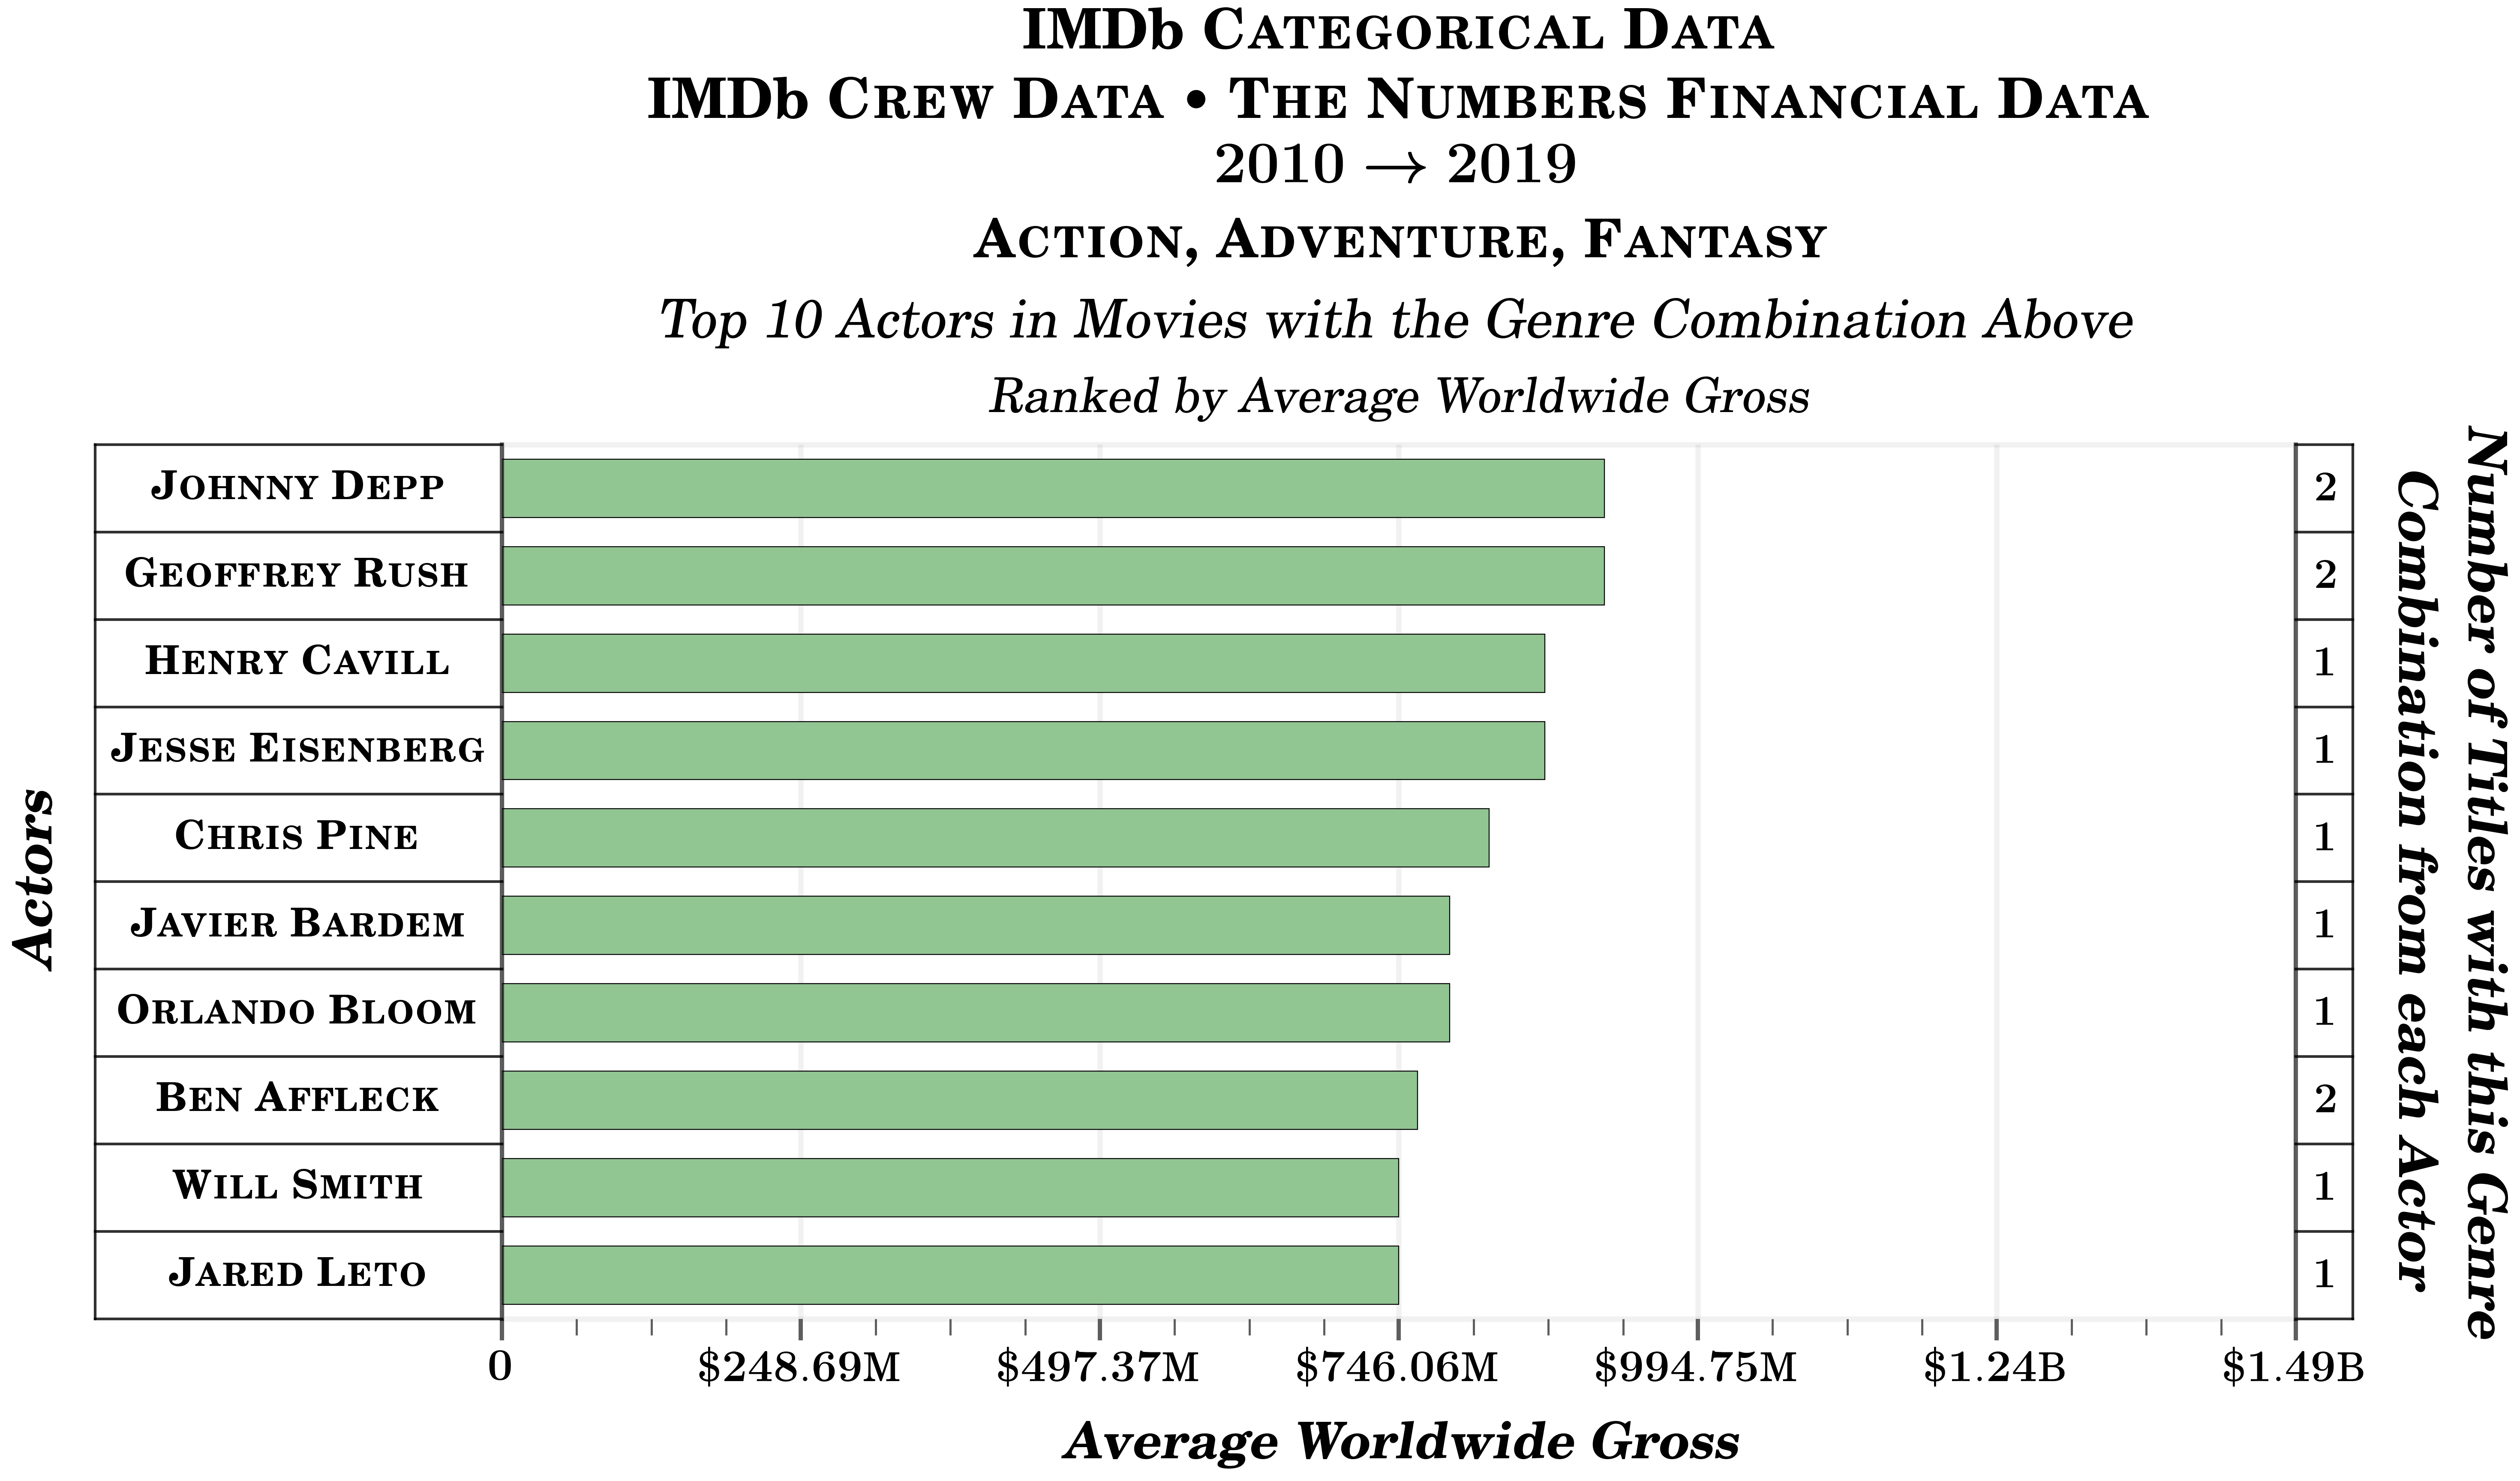 IMDb Categorical Data
IMDb Crew Data • The Numbers Financial Data
2010 → 2019
Action, Adventure, Fantasy
Top 10 Actors in Movies with the Genre Combination Above
Ranked by Average Worldwide Gross
Actors
Johnny Depp 2
Geoffrey Rush 2
Henry Cavill 1
Jesse Eisenberg 1
Chris Pine 1
Javier Bardem 1
Orlando Bloom 1
Ben Affleck 2
Will Smith 1
Jared Leto 1
Number of Titles with this Genre
Combination from each Actor
0 $248.69M $497.37M $746.06M $994.75M $1.24B $1.49B
Average Worldwide Gross